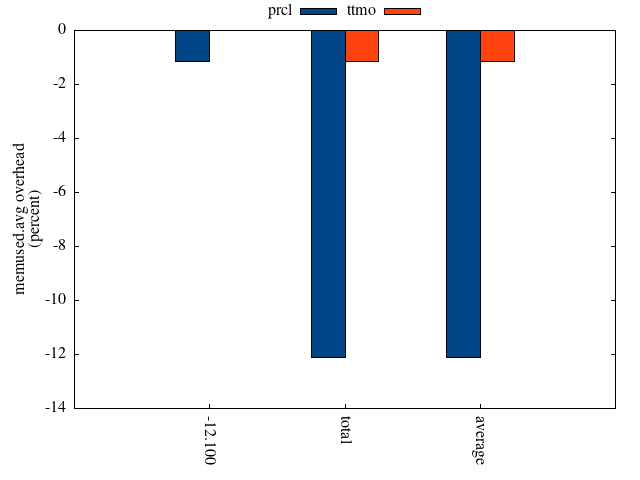 prcl
ttmo
0
-2
-4
-6
-8
-10
-12
-14
memused.avg overhead
(percent)
-12.100
total
average